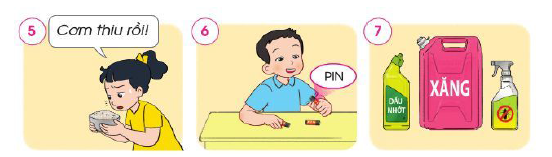 5
Cơm thiu rồi!
6
PIN
7
DẦU
NHỚT
XĂNG